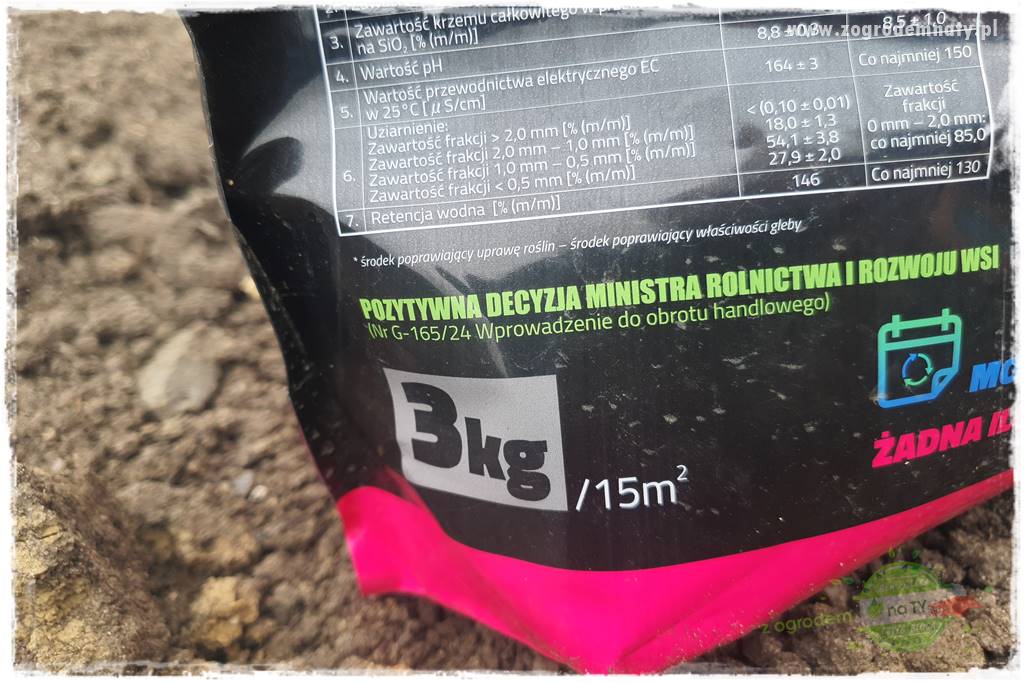 www.zogrodemnaty.pl
3. Zawartość krzemu całkowitego w
na SiO₂ [% (m/m)]
8,5 ± 1,0
4. Wartość pH
8,8 ± 0,3
5. Wartość przewodnictwa elektrycznego EC
w 25°C [μS/cm]
164 ± 3
Co najmniej 150
6. Uziarnienie:
Zawartość frakcji > 2,0 mm [% (m/m)]
Zawartość frakcji 2,0 mm – 1,0 mm [% (m/m)]
Zawartość frakcji 1,0 mm – 0,5 mm [% (m/m)]
Zawartość frakcji < 0,5 mm [% (m/m)]
< (0,10 ± 0,01)
18,0 ± 1,3
54,1 ± 3,8
27,9 ± 2,0
Zawartość
frakcji
0 mm – 2,0 mm:
co najmniej 85,0
7. Retencja wodna [% (m/m)]
146
Co najmniej 130
* środek poprawiający uprawę roślin – środek poprawiający właściwości gleby
POZYTYWNA DECYZJA MINISTRA ROLNICTWA I ROZWOJU WSI
(Nr G-165/24 Wprowadzenie do obrotu handlowego)
3kg /15m²
ŻADNA
z ogrodem na TY